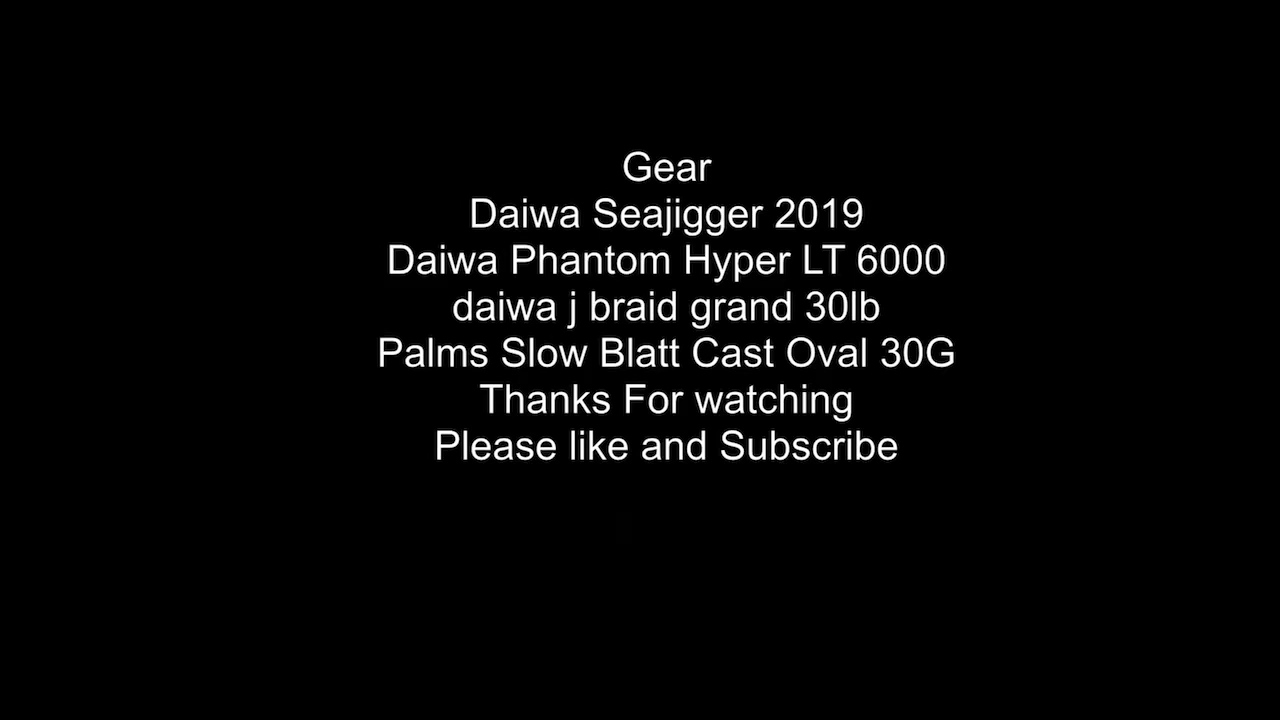 Gear
Daiwa Seajigger 2019
Daiwa Phantom Hyper LT 6000
daiwa j braid grand 30lb
Palms Slow Blatt Cast Oval 30G
Thanks For watching
Please like and Subscribe